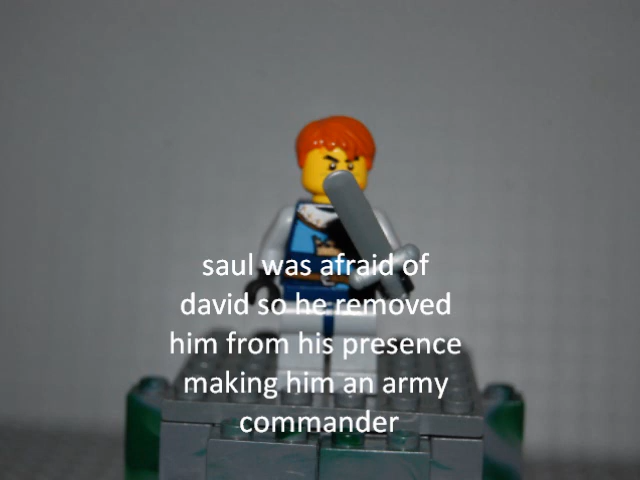 saul was afraid of
david so he removed
him from his presence
making him an army
commander